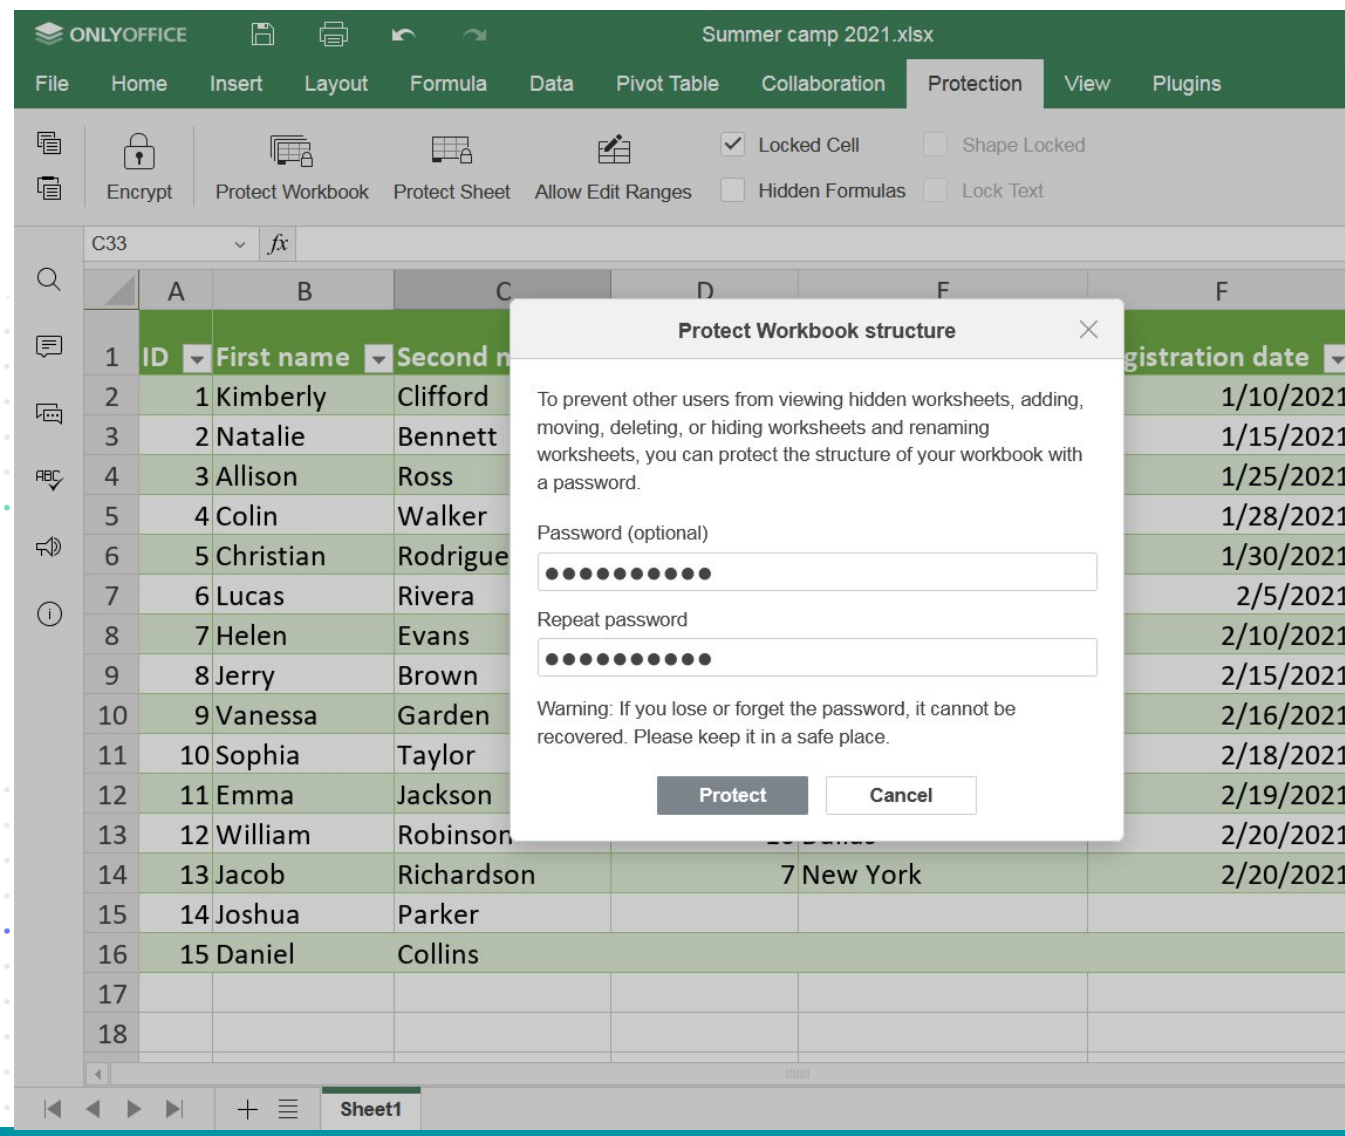 ONLYOFFICE Summer camp 2021.xlsx
File Home Insert Layout Formula Data Pivot Table Collaboration Protection View Plugins
Locked Cell Shape Locked
Encrypt Protect Workbook Protect Sheet Allow Edit Ranges Hidden Formulas Lock Text
C33 fx
A B C D E F
1 ID First name Second n gistration date
2 1 Kimberly Clifford 1/10/2021
3 2 Natalie Bennett 1/15/2021
4 3 Allison Ross 1/25/2021
5 4 Colin Walker 1/28/2021
6 5 Christian Rodrigue 1/30/2021
7 6 Lucas Rivera 2/5/2021
8 7 Helen Evans 2/10/2021
9 8 Jerry Brown 2/15/2021
10 9 Vanessa Garden 2/16/2021
11 10 Sophia Taylor 2/18/2021
12 11 Emma Jackson 2/19/2021
13 12 William Robinson 2/20/2021
14 13 Jacob Richardson 7 New York 2/20/2021
15 14 Joshua Parker
16 15 Daniel Collins
17
18
Protect Workbook structure
To prevent other users from viewing hidden worksheets, adding,
moving, deleting, or hiding worksheets and renaming
worksheets, you can protect the structure of your workbook with
a password.
Password (optional)
●●●●●●●●●●
Repeat password
●●●●●●●●●●
Warning: If you lose or forget the password, it cannot be
recovered. Please keep it in a safe place.
Protect Cancel
ABC
Sheet1